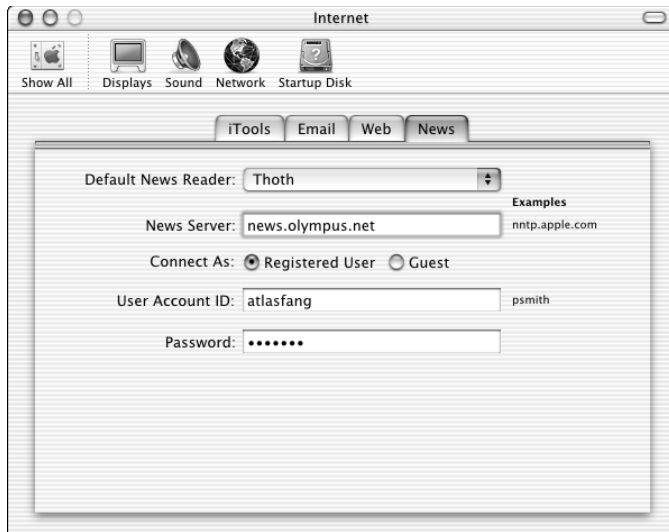 Internet
Show All Displays Sound Network Startup Disk
iTools Email Web News
Default News Reader: Thoth
Examples
News Server: news.olympus.net nntp.apple.com
Connect As: Registered User Guest
User Account ID: atlasfang psmith
Password: •••••••